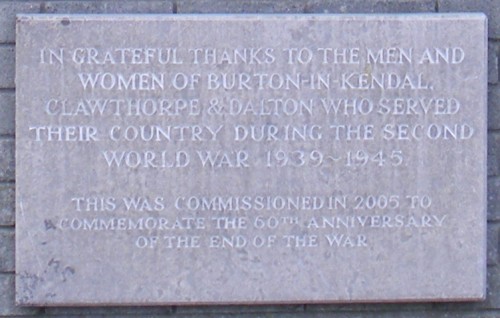 IN GRATEFUL THANKS TO THE MEN AND
WOMEN OF BURTON-IN-KENDAL,
CLAWTHORPE & DALTON WHO SERVED
THEIR COUNTRY DURING THE SECOND
WORLD WAR 1939~1945.
THIS WAS COMMISSIONED IN 2005 TO
COMMEMORATE THE 60TH ANNIVERSARY
OF THE END OF THE WAR